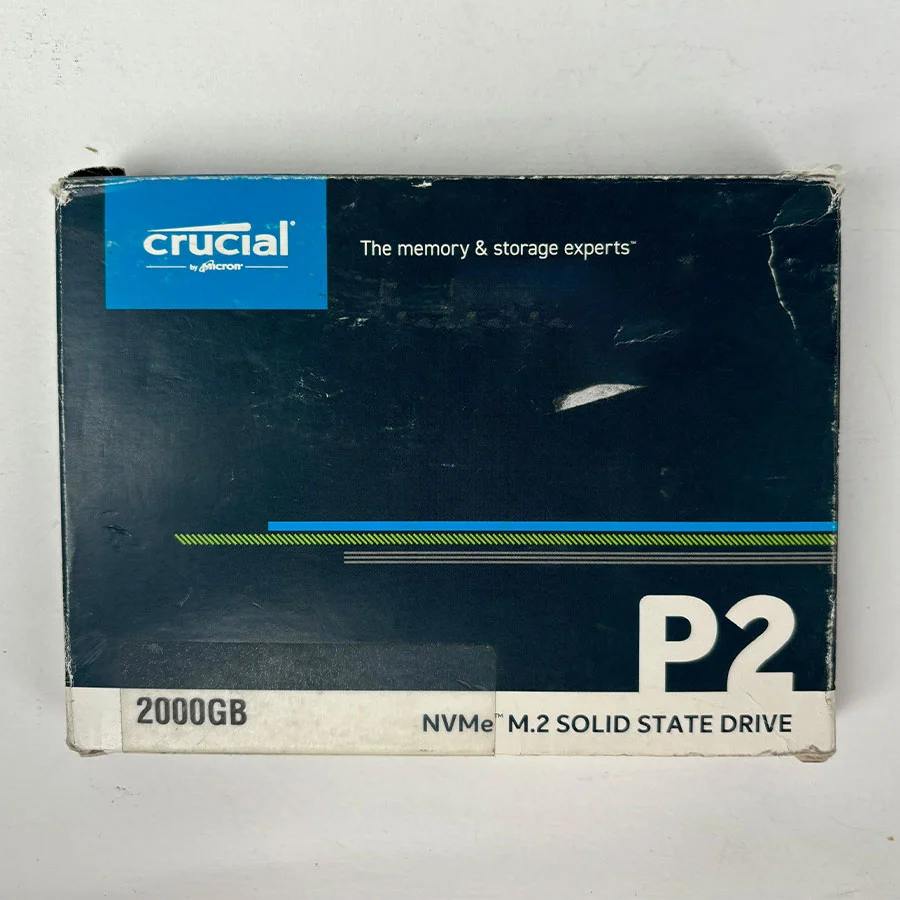 crucial®
by Micron®
The memory & storage experts™
P2
2000GB
NVMe™ M.2 SOLID STATE DRIVE